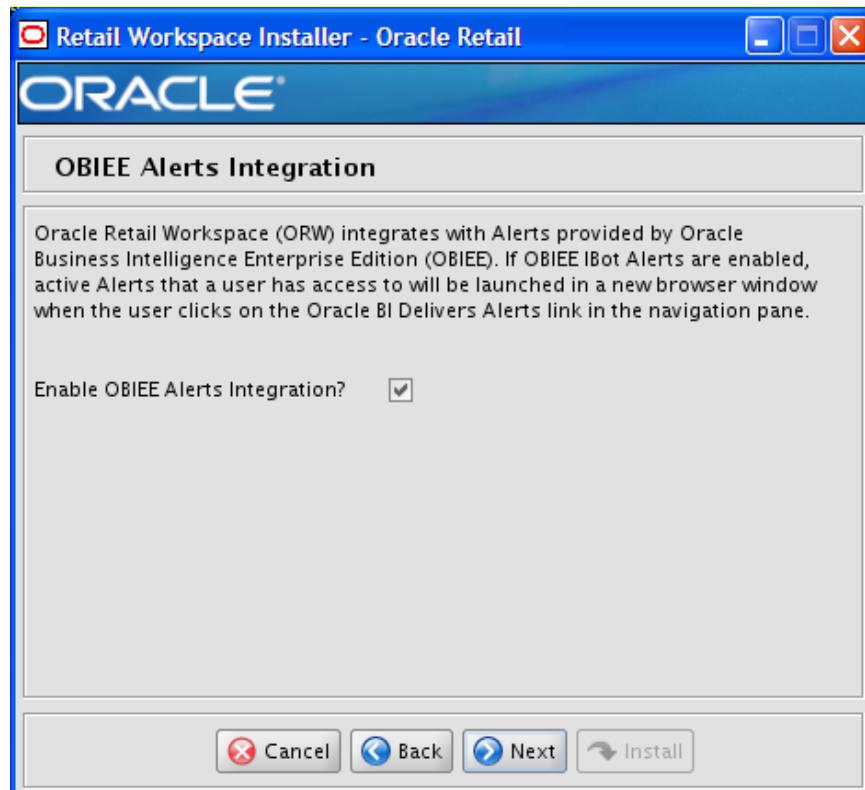 Retail Workspace Installer - Oracle Retail
ORACLE®
OBIEE Alerts Integration
Oracle Retail Workspace (ORW) integrates with Alerts provided by Oracle
Business Intelligence Enterprise Edition (OBIEE). If OBIEE IBot Alerts are enabled,
active Alerts that a user has access to will be launched in a new browser window
when the user clicks on the Oracle BI Delivers Alerts link in the navigation pane.
Enable OBIEE Alerts Integration?
Cancel Back Next Install